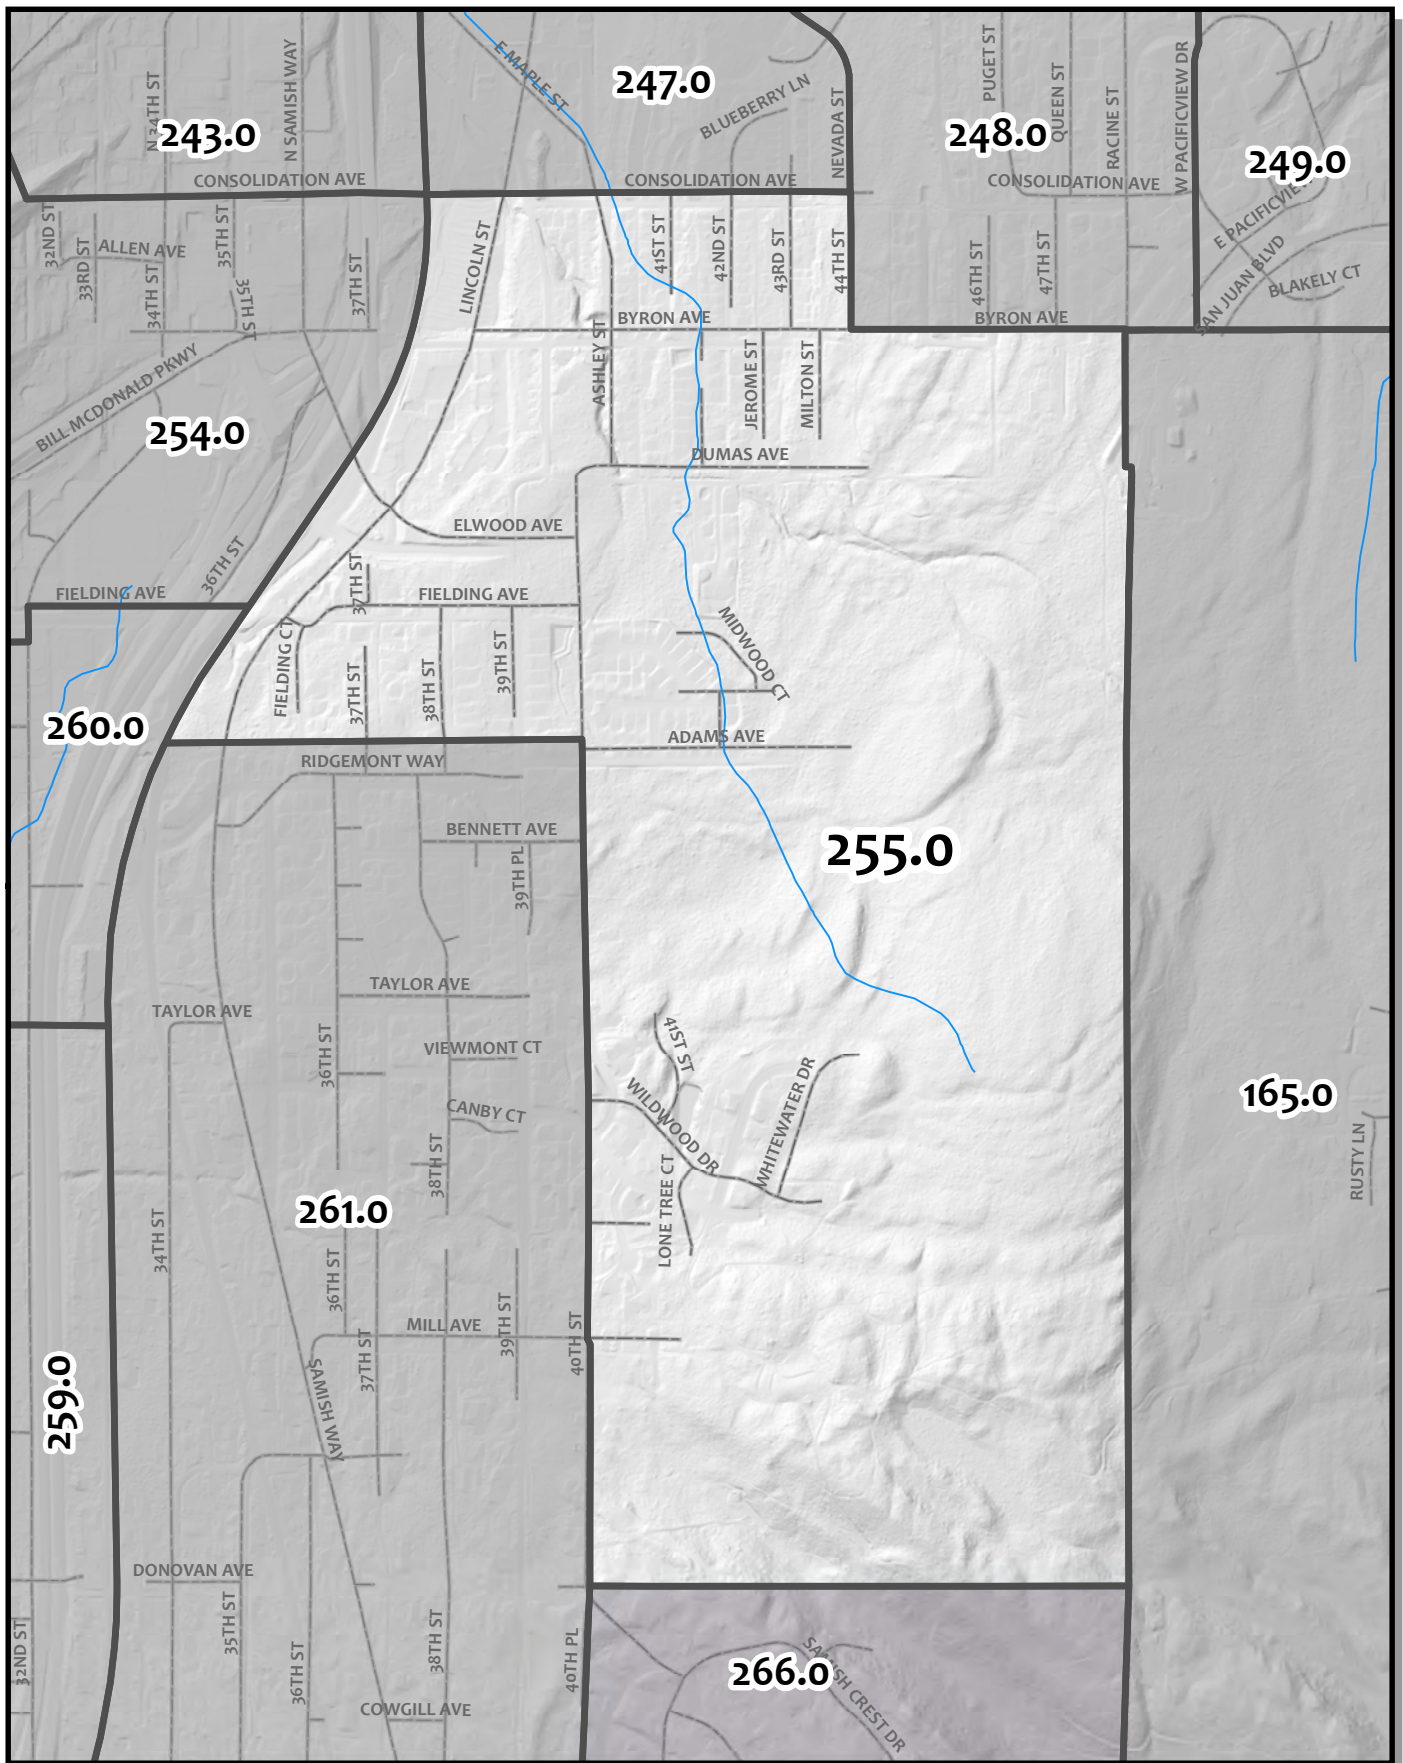 E MAPLE ST
247.0
BLUEBERRY LN
NEVADA ST
PUGET ST
QUEEN ST
RACINE ST
W PACIFICVIEW DR
N 34TH ST
N SAMISH WAY
243.0
248.0
249.0
CONSOLIDATION AVE
CONSOLIDATION AVE
CONSOLIDATION AVE
E PACIFICVIEW
SAN JUAN BLVD
BLAKELY CT
32ND ST
33RD ST
ALLEN AVE
34TH ST
35TH ST
35TH ST
37TH ST
LINCOLN ST
41ST ST
42ND ST
43RD ST
44TH ST
46TH ST
47TH ST
BYRON AVE
BYRON AVE
BILL MCDONALD PKWY
ASHLEY ST
JEROME ST
MILTON ST
254.0
DUMAS AVE
ELWOOD AVE
36TH ST
FIELDING AVE
37TH ST
FIELDING AVE
FIELDING CT
37TH ST
38TH ST
39TH ST
MIDWOOD CT
260.0
ADAMS AVE
RIDGEMONT WAY
BENNETT AVE
39TH PL
255.0
TAYLOR AVE
TAYLOR AVE
36TH ST
VIEWMONT CT
CANBY CT
38TH ST
41ST ST
WILDWOOD DR
WHITEWATER DR
LONE TREE CT
165.0
RUSTY LN
261.0
34TH ST
36TH ST
37TH ST
MILL AVE
39TH ST
40TH ST
259.0
SAMISH WAY
DONOVAN AVE
32ND ST
35TH ST
36TH ST
38TH ST
40TH PL
COWGILL AVE
266.0
SAMISH CREST DR